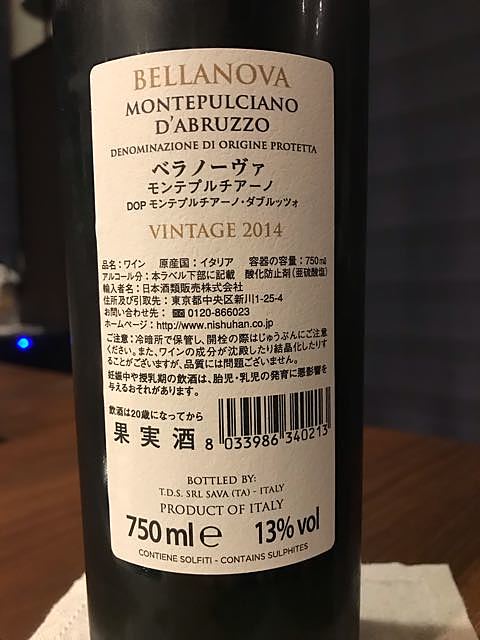 BELLANOVA
MONTEPULCIANO
D'ABRUZZO
DENOMINAZIONE DI ORIGINE PROTETTA
ベラノーヴァ
モンテプルチアーノ
DOP モンテプルチアーノ・ダブルッツォ
VINTAGE 2014
品名：ワイン 原産国：イタリア 容器の容量：750㎖
アルコール分：本ラベル下部に記載 酸化防止剤（亜硫酸塩）
輸入者名：日本酒類販売株式会社
住所及び引取先：東京都中央区新川1-25-4
お問い合わせ先：0120-866023
ホームページ：http://www.nishuhan.co.jp
ご注意：冷暗所で保管し、開栓の際はじゅうぶんにご注意
ください。また、ワインの成分が沈殿したり結晶化したりす
ることがございますが、品質には問題ございません。
妊娠中や授乳期の飲酒は、胎児・乳児の発育に悪影響を
与えるおそれがあります。
飲酒は20歳になってから
果実酒
8 033986 340213
BOTTLED BY:
T.D.S. SRL SAVA (TA) - ITALY
PRODUCT OF ITALY
750 ml e 13% vol
CONTIENE SOLFITI - CONTAINS SULPHITES